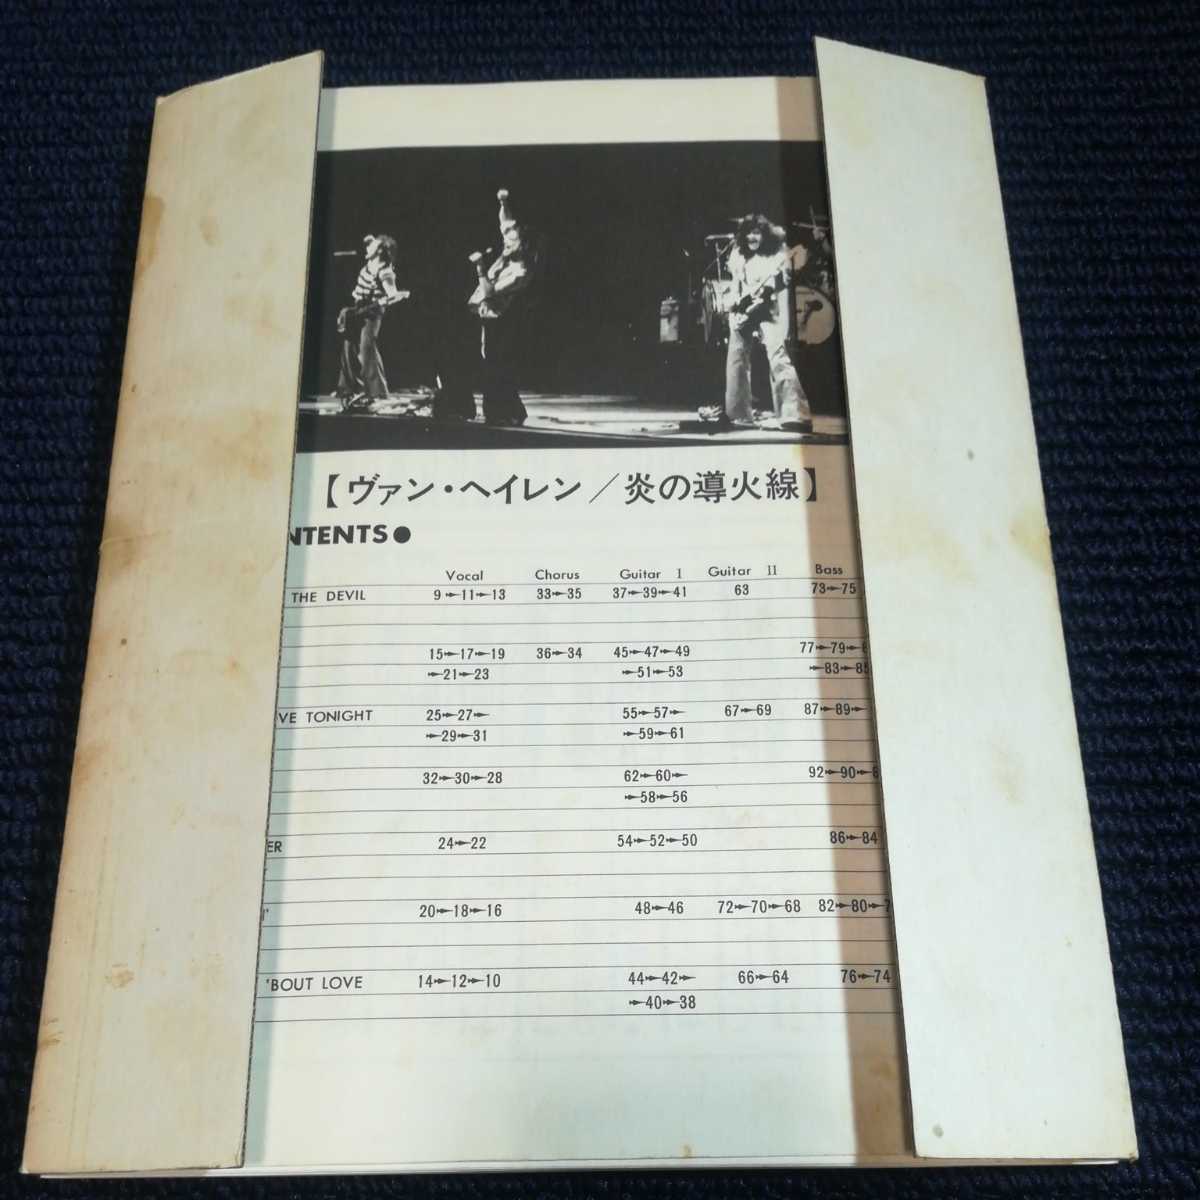 【ヴァン・ヘイレン／炎の導火線】
NTENTS●
Vocal Chorus Guitar I Guitar II Bass
THE DEVIL 9➛11➛13 33➛35 37➛39➛41 63 73➛75
15➛17➛19 36➛34 45➛47➛49 77➛79➛
➛21➛23 ➛51➛53 ➛83➛85
VE TONIGHT 25➛27➛ 55➛57➛ 67➛69 87➛89➛
➛29➛31 ➛59➛61
32➛30➛28 62➛60➛ 92➛90➛
➛58➛56
ER 24➛22 54➛52➛50 86➛84
20➛18➛16 48➛46 72➛70➛68 82➛80➛
'BOUT LOVE 14➛12➛10 44➛42➛ 66➛64 76➛74
➛40➛38